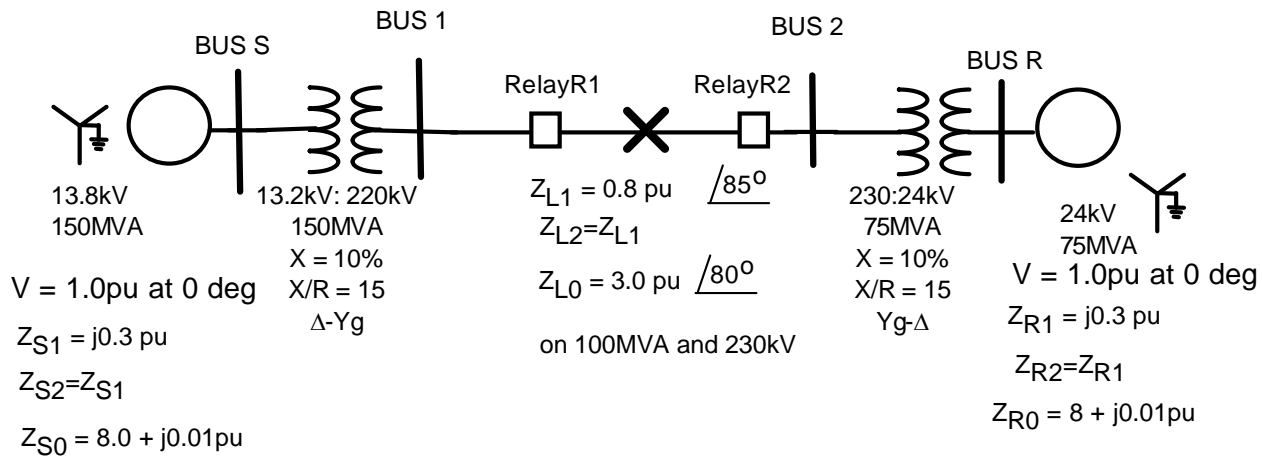 BUS S
BUS 1
RelayR1
RelayR2
BUS 2
BUS R
13.8kV
150MVA
V = 1.0pu at 0 deg
Z_S1 = j0.3 pu
Z_S2=Z_S1
Z_S0 = 8.0 + j0.01pu
13.2kV: 220kV
150MVA
X = 10%
X/R = 15
Δ-Yg
Z_L1 = 0.8 pu /85º
Z_L2=Z_L1
Z_L0 = 3.0 pu /80º
on 100MVA and 230kV
230:24kV
75MVA
X = 10%
X/R = 15
Yg-Δ
24kV
75MVA
V = 1.0pu at 0 deg
Z_R1 = j0.3 pu
Z_R2=Z_R1
Z_R0 = 8 + j0.01pu